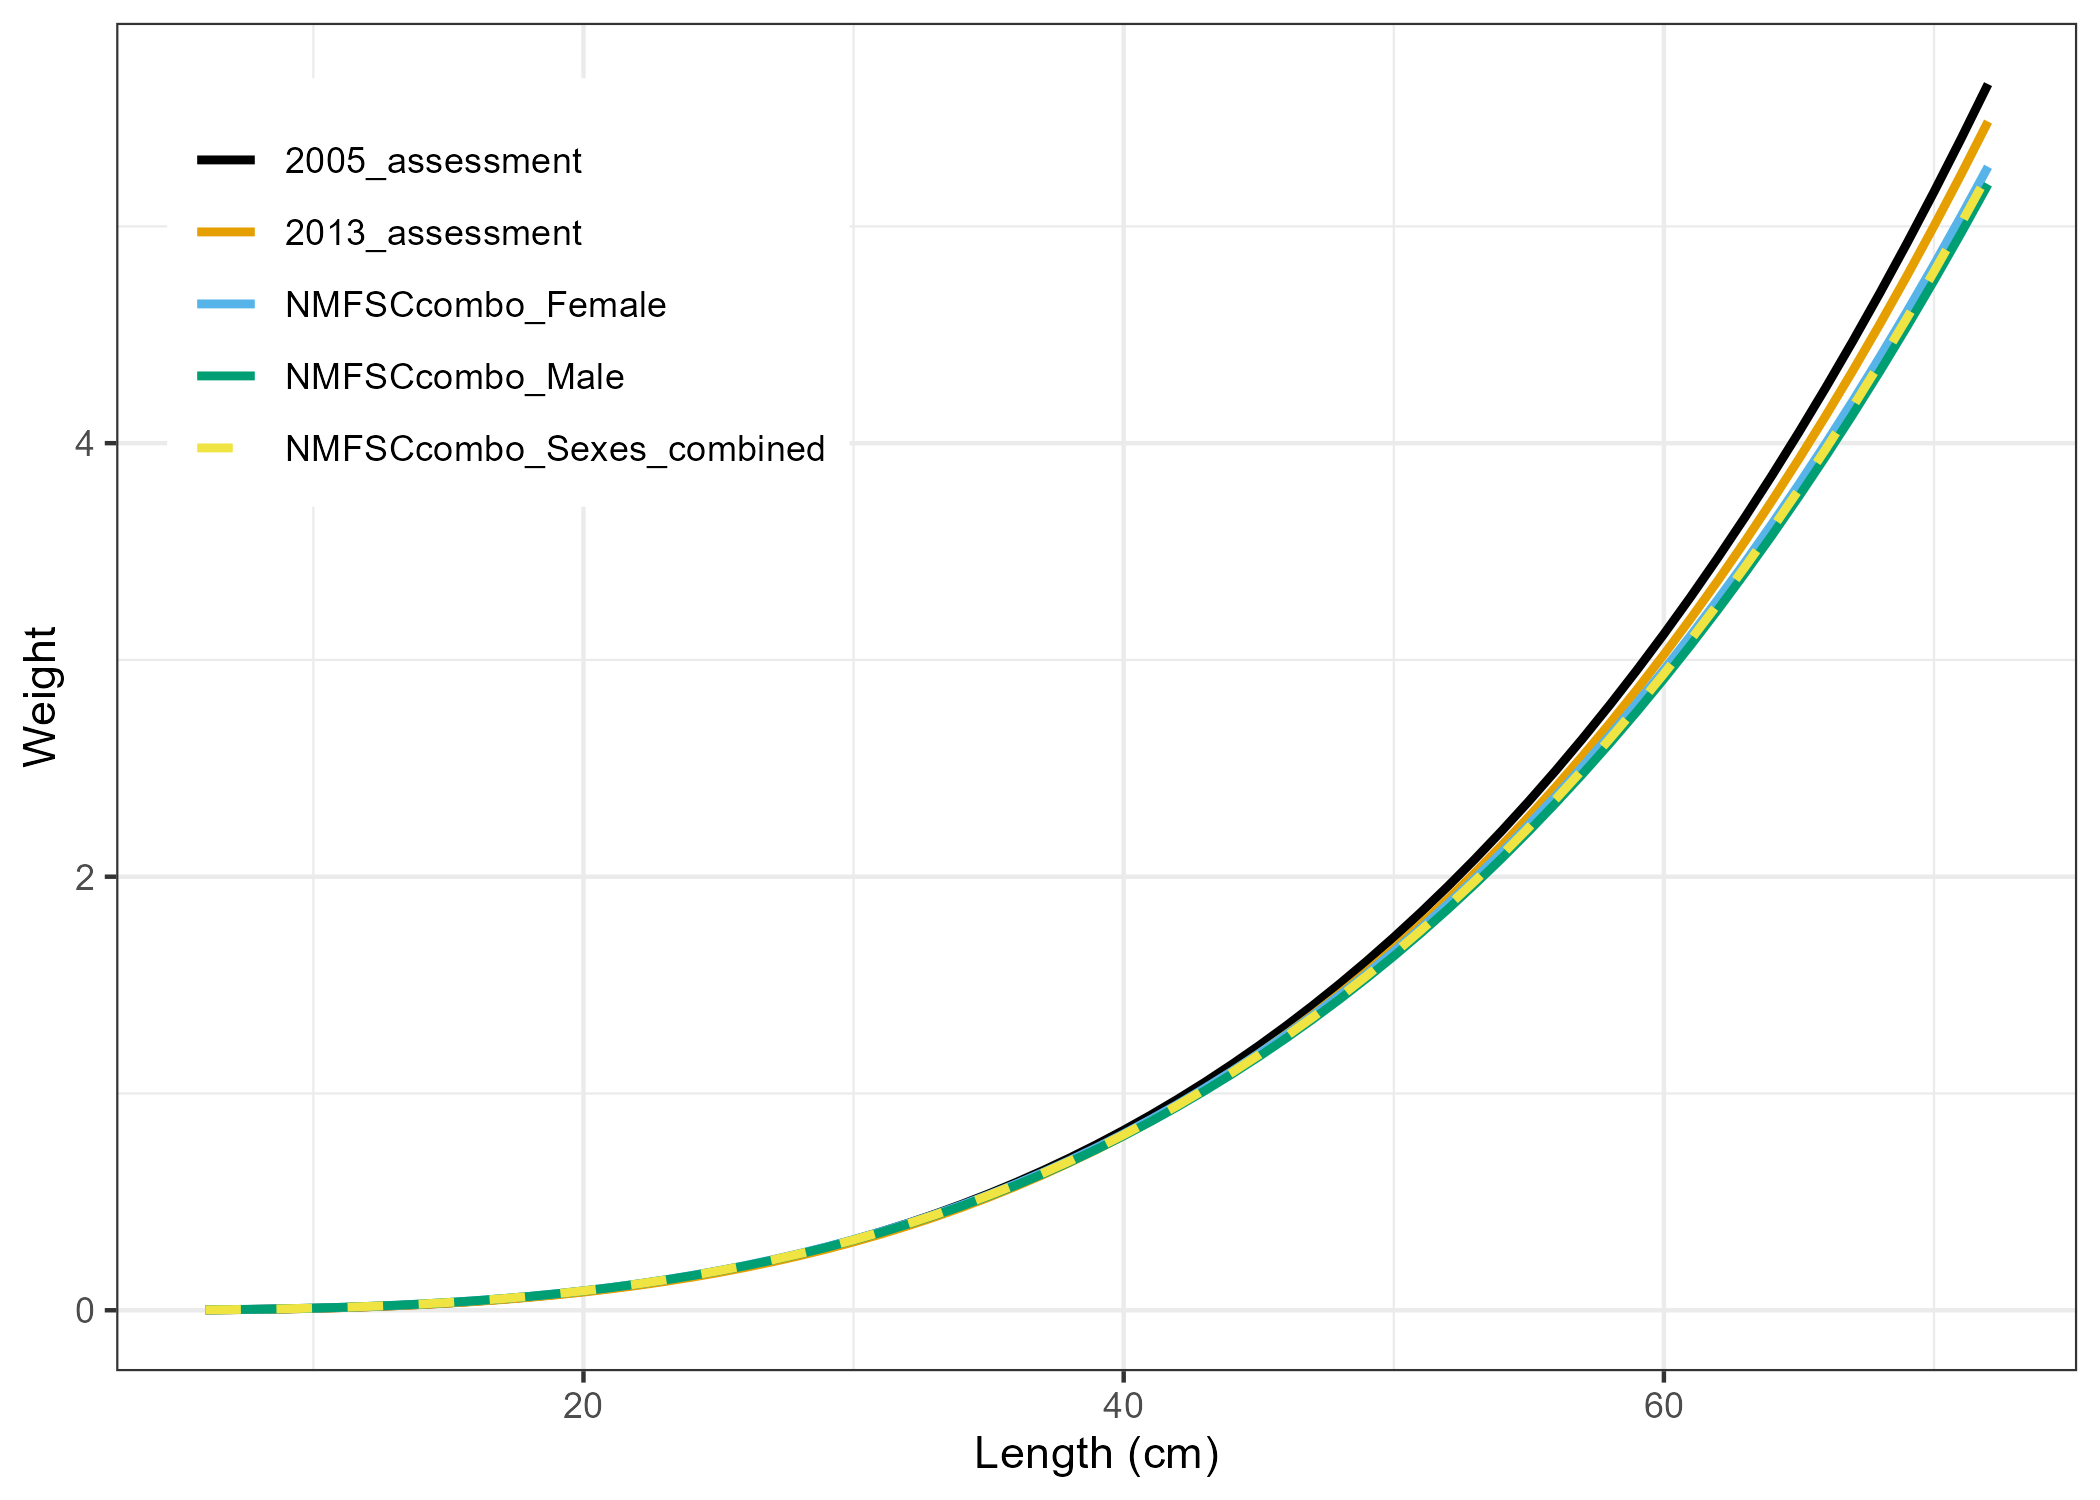 2005_assessment
2013_assessment
NMFSCcombo_Female
NMFSCcombo_Male
NMFSCcombo_Sexes_combined
4
2
0
Weight
20
40
60
Length (cm)